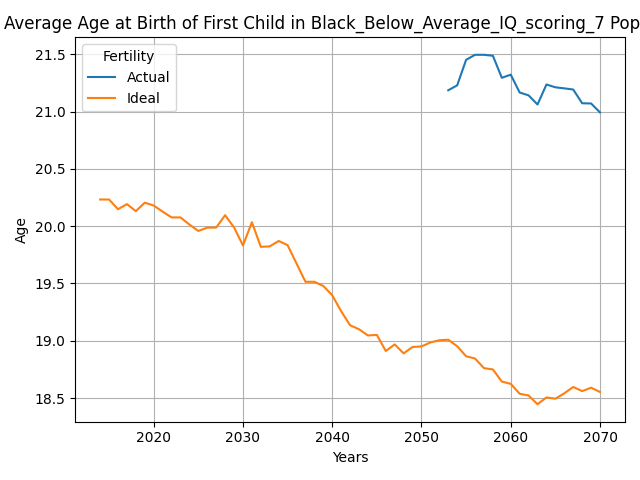 Average Age at Birth of First Child in Black_Below_Average_IQ_scoring_7 Pop
Fertility
Actual
Ideal
21.5
21.0
20.5
20.0
19.5
19.0
18.5
Age
2020 2030 2040 2050 2060 2070
Years